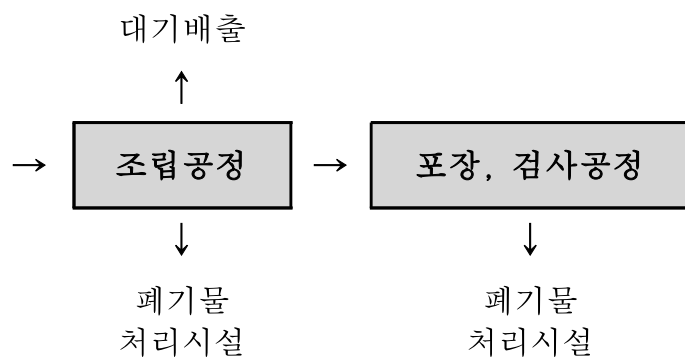 대기배출
↑
→ 조립공정 → 포장, 검사공정
↓ ↓
폐기물 폐기물
처리시설 처리시설